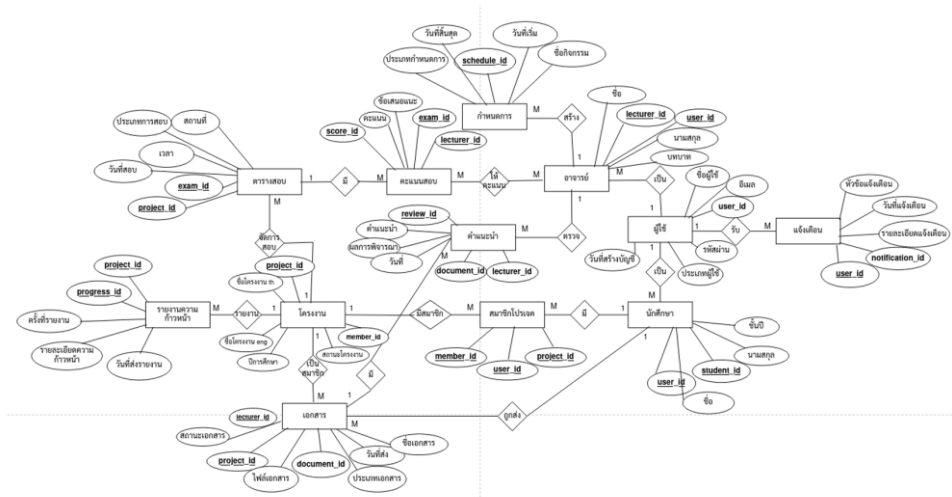 วันที่สิ้นสุด
วันที่เริ่ม
ประเภทกำหนดการ
schedule_id
ชื่อกิจกรรม
กำหนดการ
M
สร้าง
1
ชื่อ
lecturer_id
user_id
นามสกุล
บทบาท
อาจารย์
ข้อเสนอแนะ
คะแนน
exam_id
score_id
lecturer_id
คะแนนสอบ
M
ให้
คะแนน
M
ประเภทการสอบ
สถานที่
เวลา
วันที่สอบ
exam_id
project_id
ตารางสอบ
1
มี
M
M
เป็น
1
ชื่อผู้ใช้
อีเมล
user_id
ผู้ใช้
1
รับ
M
รหัสผ่าน
วันที่สร้างบัญชี
ประเภทผู้ใช้
หัวข้อแจ้งเตือน
วันที่แจ้งเตือน
แจ้งเตือน
รายละเอียดแจ้งเตือน
notification_id
user_id
review_id
คำแนะนำ
ผลการพิจารณา
วันที่
คำแนะนำ
M
ตรวจ
1
document_id
lecturer_id
M
จัดการ
สอบ
1
1
เป็น
M
project_id
progress_id
ครั้งที่รายงาน
รายละเอียดความ
ก้าวหน้า
วันที่ส่งรายงาน
รายงานความ
ก้าวหน้า
M
รายงาน
1
project_id
ชื่อโครงงาน th
โครงงาน
ชื่อโครงงาน eng
ปีการศึกษา
สถานะโครงงาน
member_id
1
มีสมาชิก
M
สมาชิกโปรเจค
member_id
user_id
project_id
M
มี
1
นักศึกษา
ชั้นปี
นามสกุล
student_id
user_id
ชื่อ
1
1
เป็น
สมาชิก
M
M
มี
1
lecturer_id
เอกสาร
สถานะเอกสาร
project_id
ไฟล์เอกสาร
document_id
วันที่ส่ง
ชื่อเอกสาร
ประเภทเอกสาร
M
ถูกส่ง